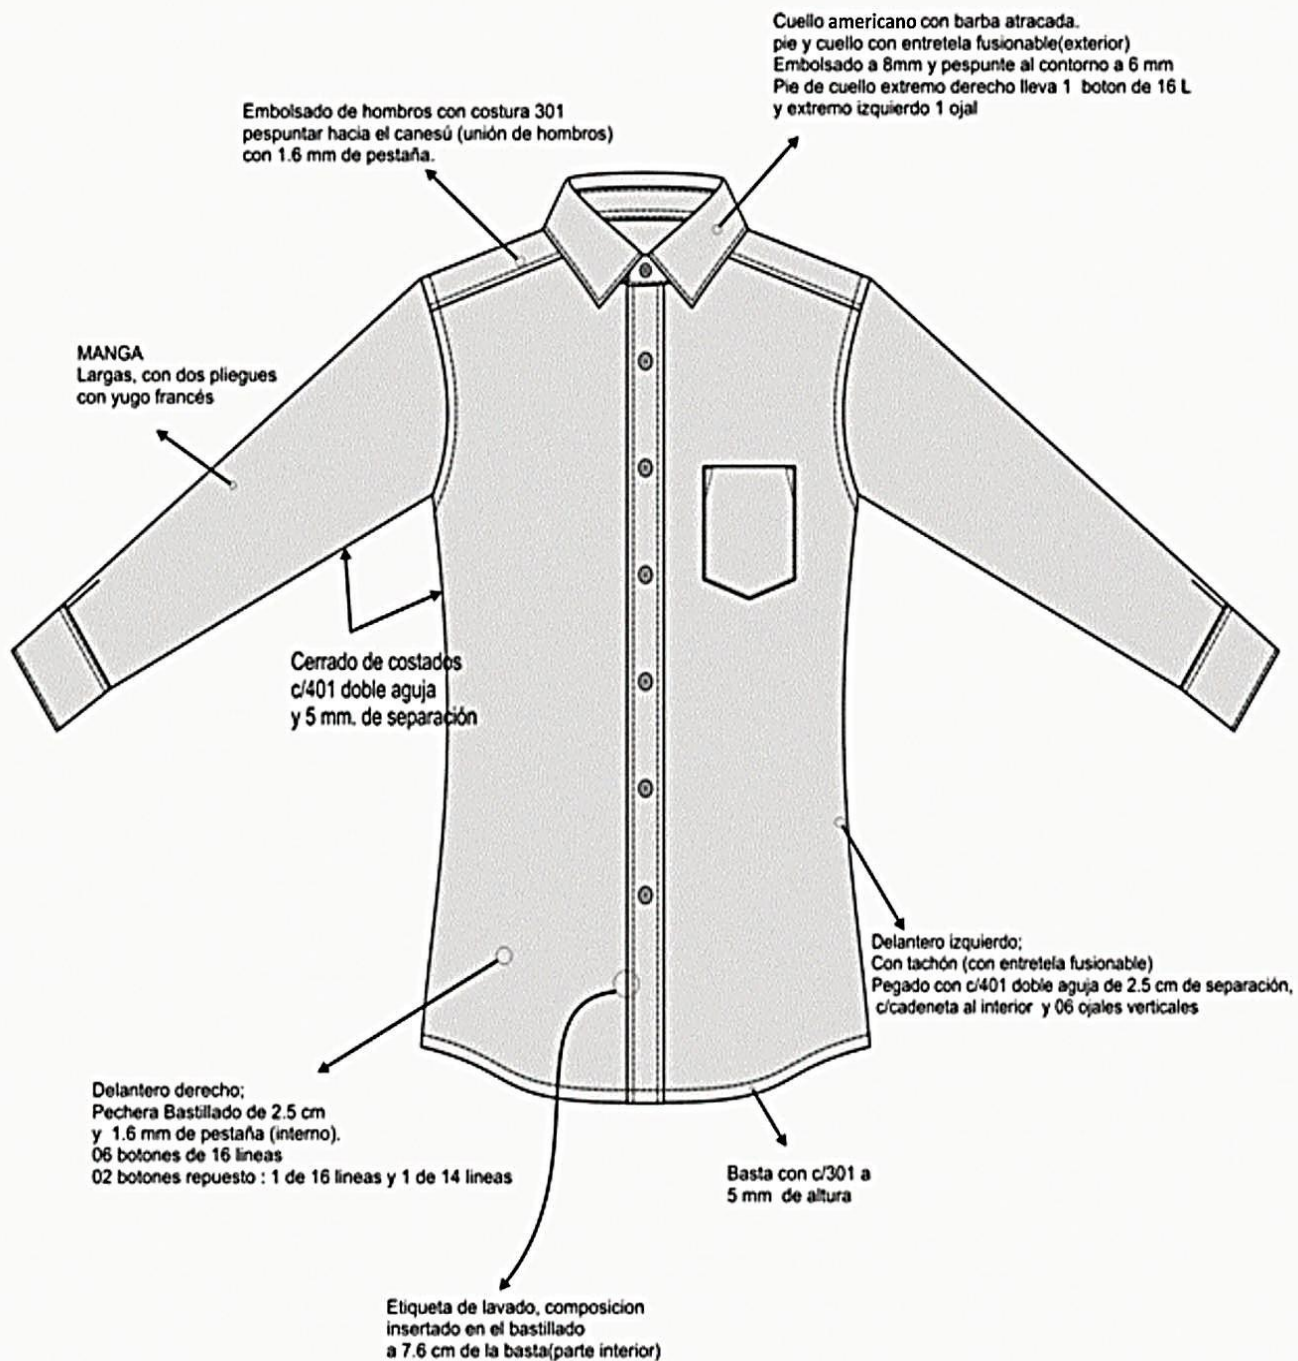 Cuello americano con barba atracada.
pie y cuello con entretela fusionable(exterior)
Embolsado a 8mm y pespunte al contorno a 6 mm
Pie de cuello extremo derecho lleva 1 boton de 16 L
y extremo izquierdo 1 ojal
Embolsado de hombros con costura 301
pespuntar hacia el canesú (unión de hombros)
con 1.6 mm de pestaña.
MANGA
Largas, con dos pliegues
con yugo francés
Cerrado de costados
c/401 doble aguja
y 5 mm. de separación
Delantero izquierdo;
Con tachón (con entretela fusionable)
Pegado con c/401 doble aguja de 2.5 cm de separación,
c/cadeneta al interior y 06 ojales verticales
Delantero derecho;
Pechera Bastillado de 2.5 cm
y 1.6 mm de pestaña (interno).
06 botones de 16 lineas
02 botones repuesto : 1 de 16 lineas y 1 de 14 lineas
Basta con c/301 a
5 mm de altura
Etiqueta de lavado, composicion
insertado en el bastillado
a 7.6 cm de la basta(parte interior)